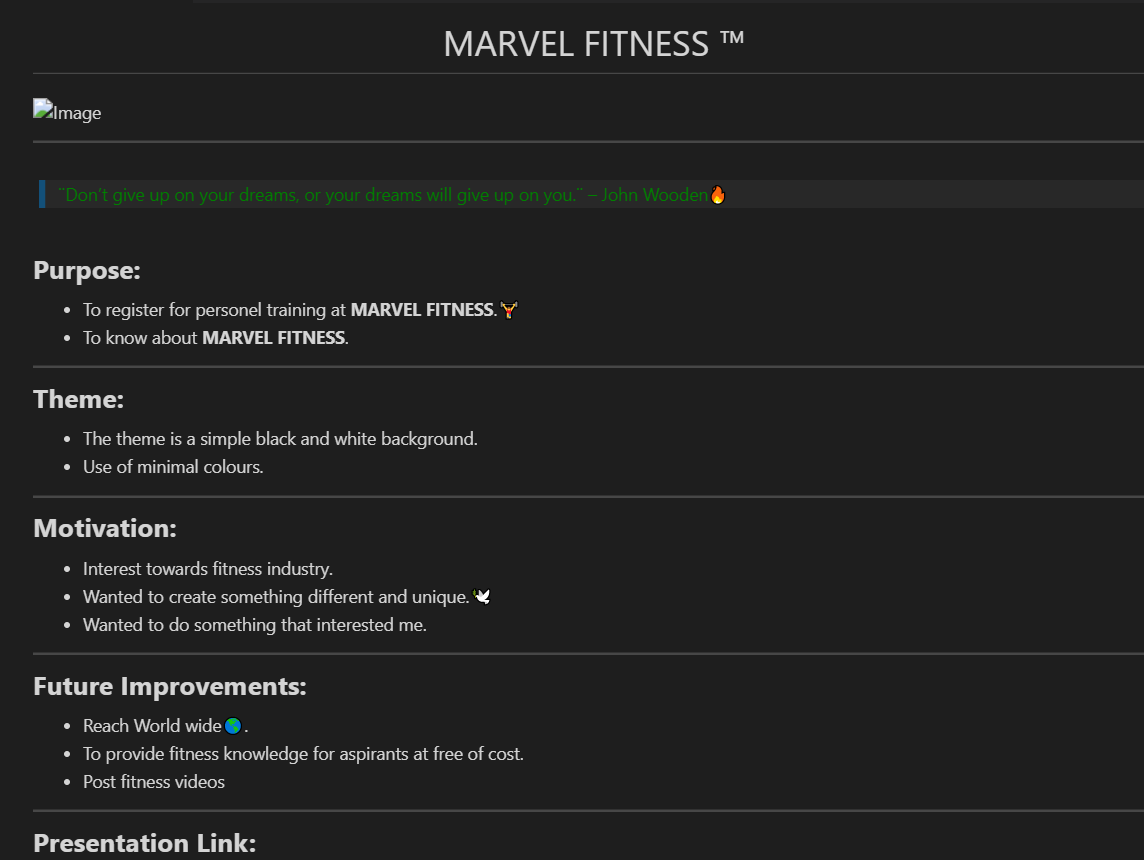 MARVEL FITNESS ™
Image
¨Don't give up on your dreams, or your dreams will give up on you.¨ – John Wooden🔥
Purpose:
• To register for personel training at MARVEL FITNESS.🏋
• To know about MARVEL FITNESS.
Theme:
• The theme is a simple black and white background.
• Use of minimal colours.
Motivation:
• Interest towards fitness industry.
• Wanted to create something different and unique.🕊
• Wanted to do something that interested me.
Future Improvements:
• Reach World wide🌎.
• To provide fitness knowledge for aspirants at free of cost.
• Post fitness videos
Presentation Link: